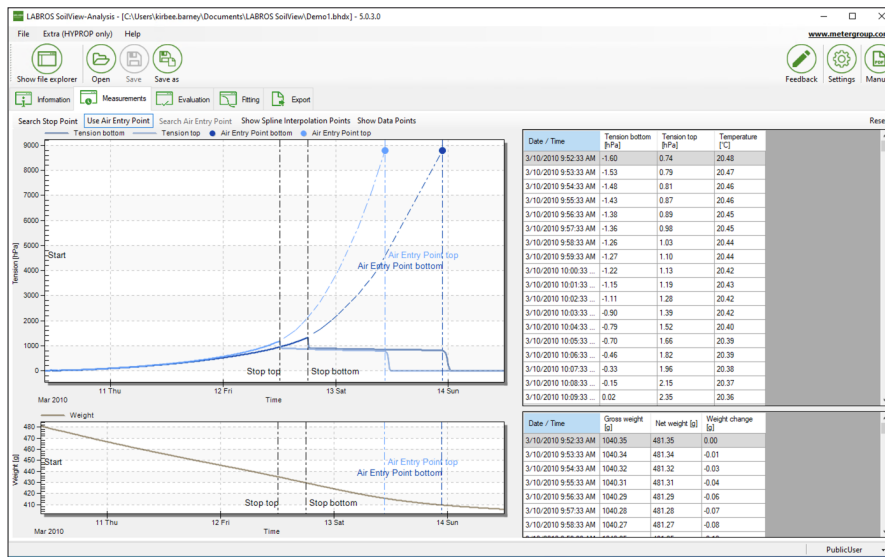 LABROS SoilView-Analysis - [C:\Users\kirbee.barney\Documents\LABROS SoilView\Demo1.bhdx] - 5.0.3.0
File Extra (HYPROP only) Help
www.metergroup.com
Show file explorer Open Save Save as Feedback Settings Manu
Information Measurements Evaluation Fitting Export
Search Stop Point Use Air Entry Point Search Air Entry Point Show Spline Interpolation Points Show Data Points Rese
Tension bottom Tension top Air Entry Point bottom Air Entry Point top
Tension [hPa]
9000
8000
7000
6000
5000
4000
3000
2000
1000
0
Start
Air Entry Point top
Air Entry Point bottom
Stop top Stop bottom
11 Thu 12 Fri 13 Sat 14 Sun
Mar 2010 Time
Date / Time Tension bottom [hPa] Tension top [hPa] Temperature [°C]
3/10/2010 9:52:33 AM -1.60 0.74 20.48
3/10/2010 9:53:33 AM -1.53 0.79 20.47
3/10/2010 9:54:33 AM -1.48 0.81 20.46
3/10/2010 9:55:33 AM -1.43 0.87 20.46
3/10/2010 9:56:33 AM -1.38 0.89 20.45
3/10/2010 9:57:33 AM -1.36 0.98 20.45
3/10/2010 9:58:33 AM -1.26 1.03 20.44
3/10/2010 9:59:33 AM -1.27 1.10 20.44
3/10/2010 10:00:33 ... -1.22 1.13 20.42
3/10/2010 10:01:33 ... -1.15 1.19 20.43
3/10/2010 10:02:33 ... -1.11 1.28 20.42
3/10/2010 10:03:33 ... -0.90 1.39 20.42
3/10/2010 10:04:33 ... -0.79 1.52 20.40
3/10/2010 10:05:33 ... -0.70 1.66 20.39
3/10/2010 10:06:33 ... -0.46 1.82 20.39
3/10/2010 10:07:33 ... -0.33 1.96 20.38
3/10/2010 10:08:33 ... -0.15 2.15 20.37
3/10/2010 10:09:33 ... 0.02 2.35 20.36
Weight
Weight [g]
480
470
460
450
440
430
420
410
Start
Air Entry Point top
Air Entry Point bottom
Stop top Stop bottom
11 Thu 12 Fri 13 Sat 14 Sun
Mar 2010 Time
Date / Time Gross weight [g] Net weight [g] Weight change [g]
3/10/2010 9:52:33 AM 1040.35 481.35 0.00
3/10/2010 9:53:33 AM 1040.34 481.34 -0.01
3/10/2010 9:54:33 AM 1040.32 481.32 -0.03
3/10/2010 9:55:33 AM 1040.31 481.31 -0.04
3/10/2010 9:56:33 AM 1040.29 481.29 -0.06
3/10/2010 9:57:33 AM 1040.28 481.28 -0.07
3/10/2010 9:58:33 AM 1040.27 481.27 -0.08
PublicUser